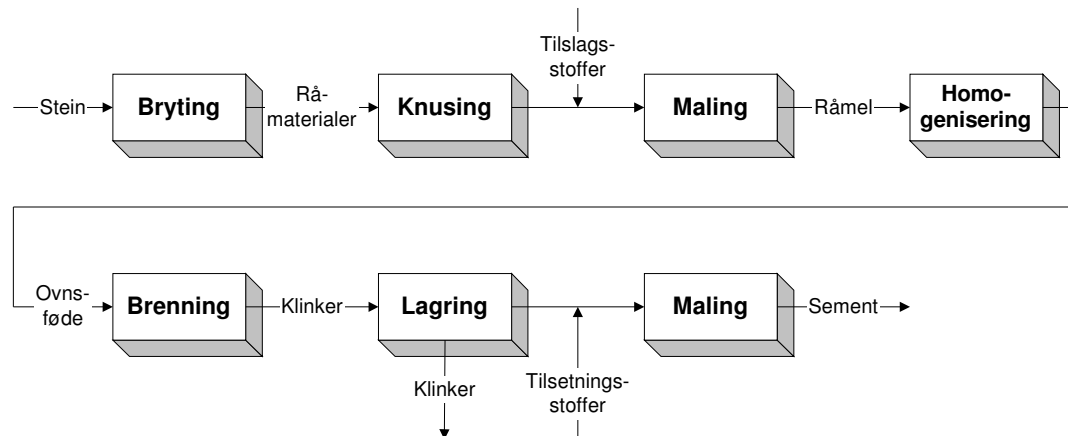 Tilslags-
stoffer
Stein
Bryting
Rå-
materialer
Knusing
Maling
Råmel
Homo-
genisering
Ovns-
føde
Brenning
Klinker
Lagring
Maling
Sement
Klinker
Tilsetnings-
stoffer